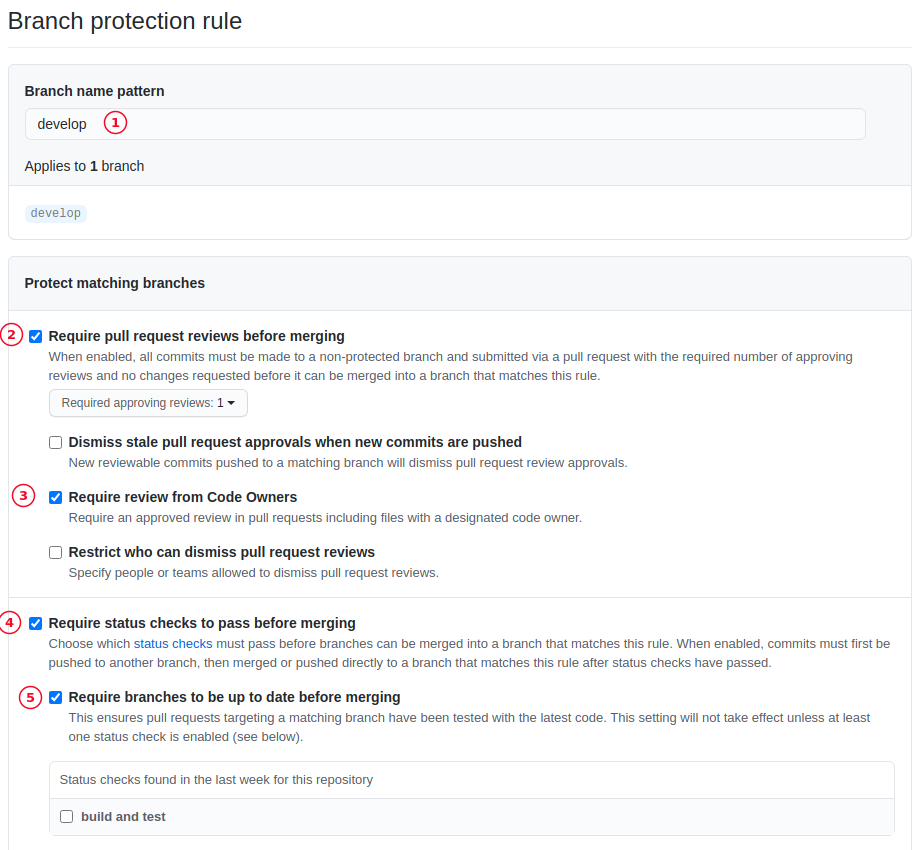 Branch protection rule
Branch name pattern
develop 1
Applies to 1 branch
develop
Protect matching branches
2 Require pull request reviews before merging
When enabled, all commits must be made to a non-protected branch and submitted via a pull request with the required number of approving
reviews and no changes requested before it can be merged into a branch that matches this rule.
Required approving reviews: 1
Dismiss stale pull request approvals when new commits are pushed
New reviewable commits pushed to a matching branch will dismiss pull request review approvals.
3 Require review from Code Owners
Require an approved review in pull requests including files with a designated code owner.
Restrict who can dismiss pull request reviews
Specify people or teams allowed to dismiss pull request reviews.
4 Require status checks to pass before merging
Choose which status checks must pass before branches can be merged into a branch that matches this rule. When enabled, commits must first be
pushed to another branch, then merged or pushed directly to a branch that matches this rule after status checks have passed.
5 Require branches to be up to date before merging
This ensures pull requests targeting a matching branch have been tested with the latest code. This setting will not take effect unless at least
one status check is enabled (see below).
Status checks found in the last week for this repository
build and test